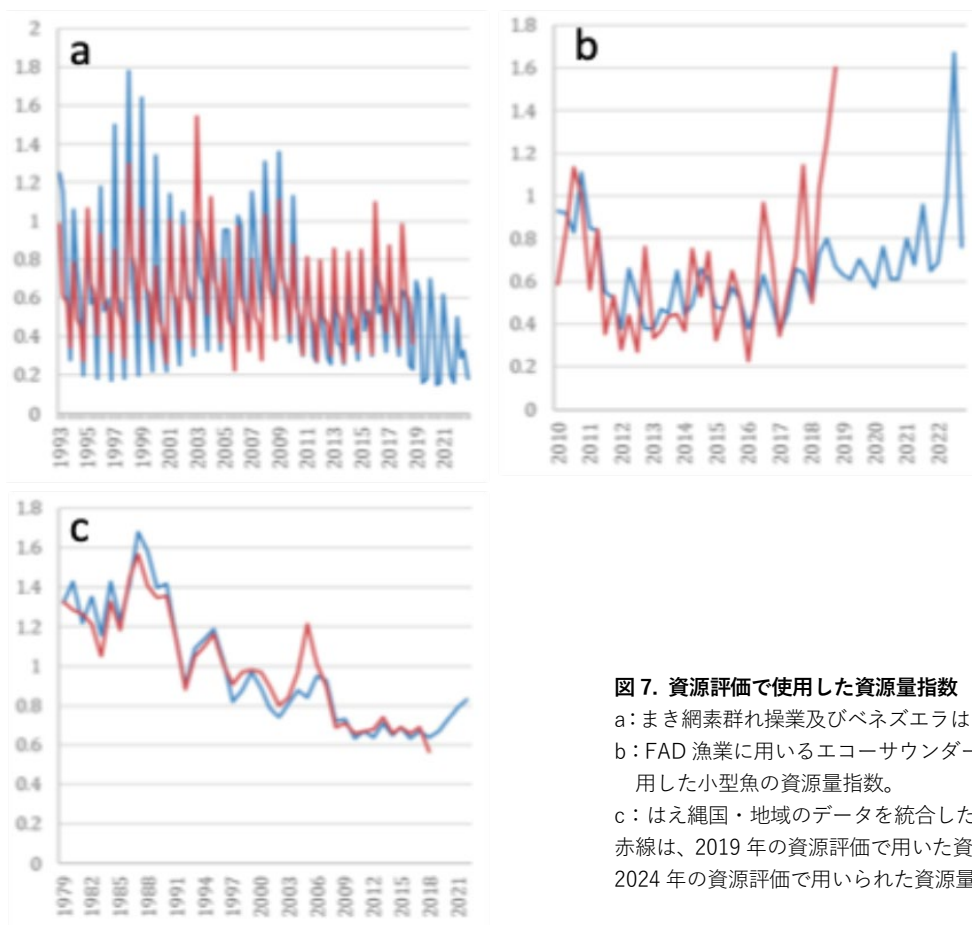 a
2
1.8
1.6
1.4
1.2
1
0.8
0.6
0.4
0.2
0
1993 1995 1997 1999 2001 2003 2005 2007 2009 2011 2013 2015 2017 2019 2021
b
1.8
1.6
1.4
1.2
1
0.8
0.6
0.4
0.2
0
2010 2011 2012 2013 2014 2015 2016 2017 2018 2019 2020 2021 2022
c
1.8
1.6
1.4
1.2
1
0.8
0.6
0.4
0.2
0
1979 1982 1985 1988 1991 1994 1997 2000 2003 2006 2009 2012 2015 2018 2021
図 7. 資源評価で使用した資源量指数
a：まき網素群れ操業及びベネズエラは
b：FAD 漁業に用いるエコーサウンダー
用した小型魚の資源量指数。
c：はえ縄国・地域のデータを統合した
赤線は、2019 年の資源評価で用いた資
2024 年の資源評価で用いられた資源量